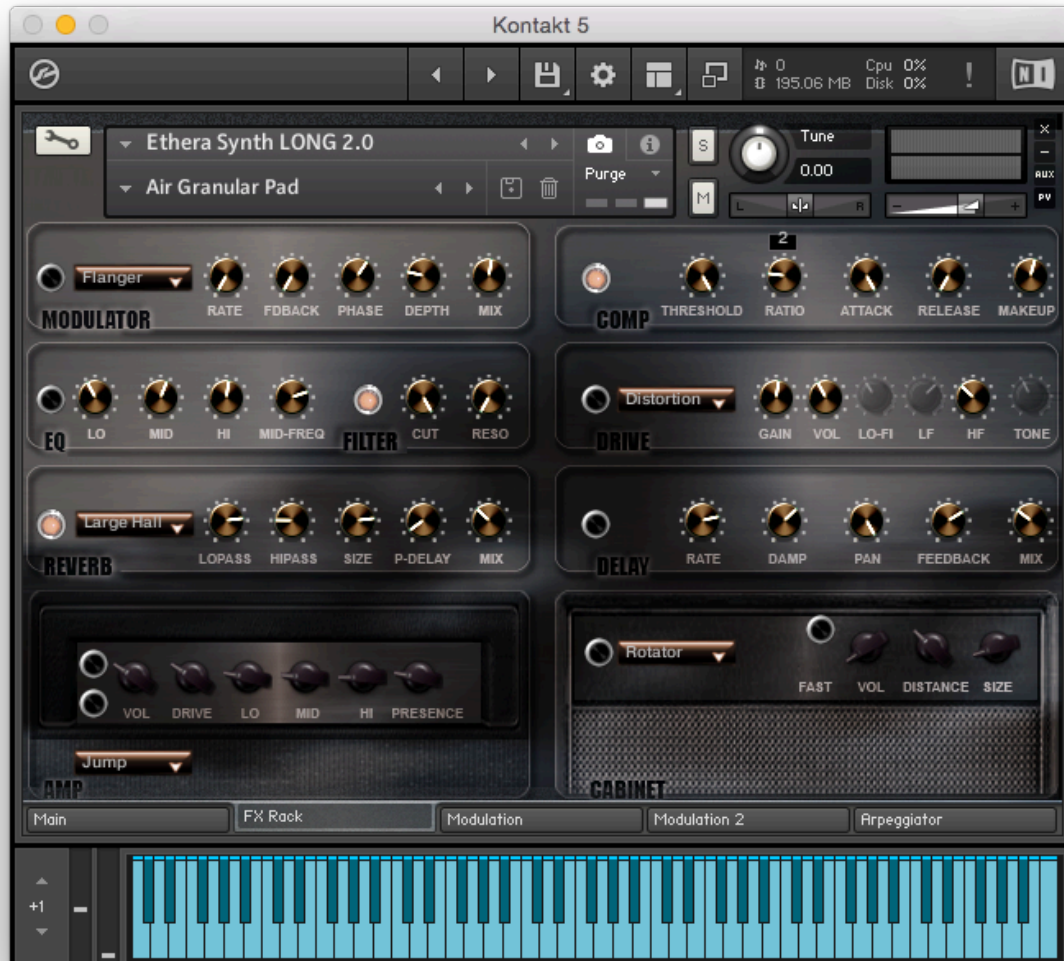 Kontakt 5
0 Cpu 0%
195.06 MB Disk 0%
! NI
Ethera Synth LONG 2.0
Air Granular Pad
Purge
S
M
Tune
0.00
L R
- +
×
-
AUX
PV
Flanger
RATE FDBACK PHASE DEPTH MIX
MODULATOR
2
THRESHOLD RATIO ATTACK RELEASE MAKEUP
COMP
LO MID HI MID-FREQ CUT RESO
EQ FILTER
Distortion
GAIN VOL LO-FI LF HF TONE
DRIVE
Large Hall
LOPASS HIPASS SIZE P-DELAY MIX
REVERB
RATE DAMP PAN FEEDBACK MIX
DELAY
VOL DRIVE LO MID HI PRESENCE
Jump
AMP
Rotator
FAST VOL DISTANCE SIZE
CABINET
Main FX Rack Modulation Modulation 2 Arpeggiator
+1